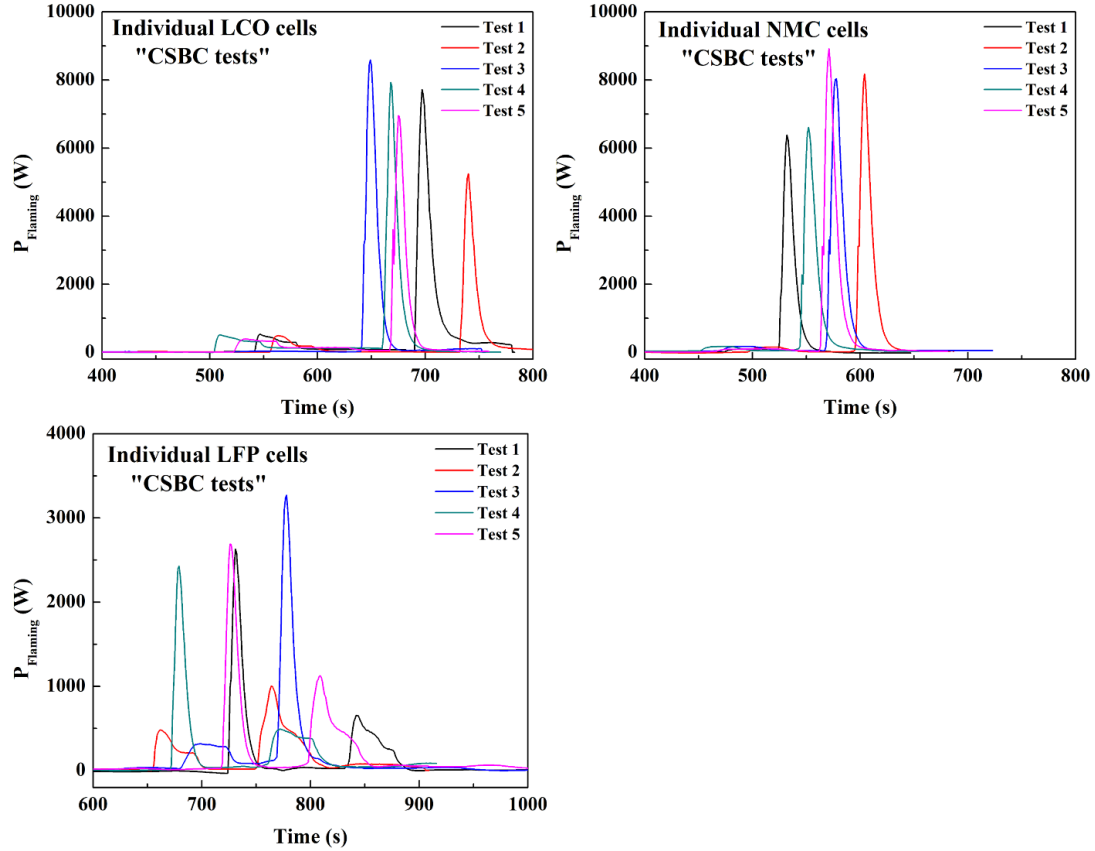 Individual LCO cells
"CSBC tests"
Test 1
Test 2
Test 3
Test 4
Test 5
P_Flaming (W)
10000
8000
6000
4000
2000
0
400 500 600 700 800
Time (s)
Individual NMC cells
"CSBC tests"
Test 1
Test 2
Test 3
Test 4
Test 5
P_Flaming (W)
10000
8000
6000
4000
2000
0
400 500 600 700 800
Time (s)
Individual LFP cells
"CSBC tests"
Test 1
Test 2
Test 3
Test 4
Test 5
P_Flaming (W)
4000
3000
2000
1000
0
600 700 800 900 1000
Time (s)